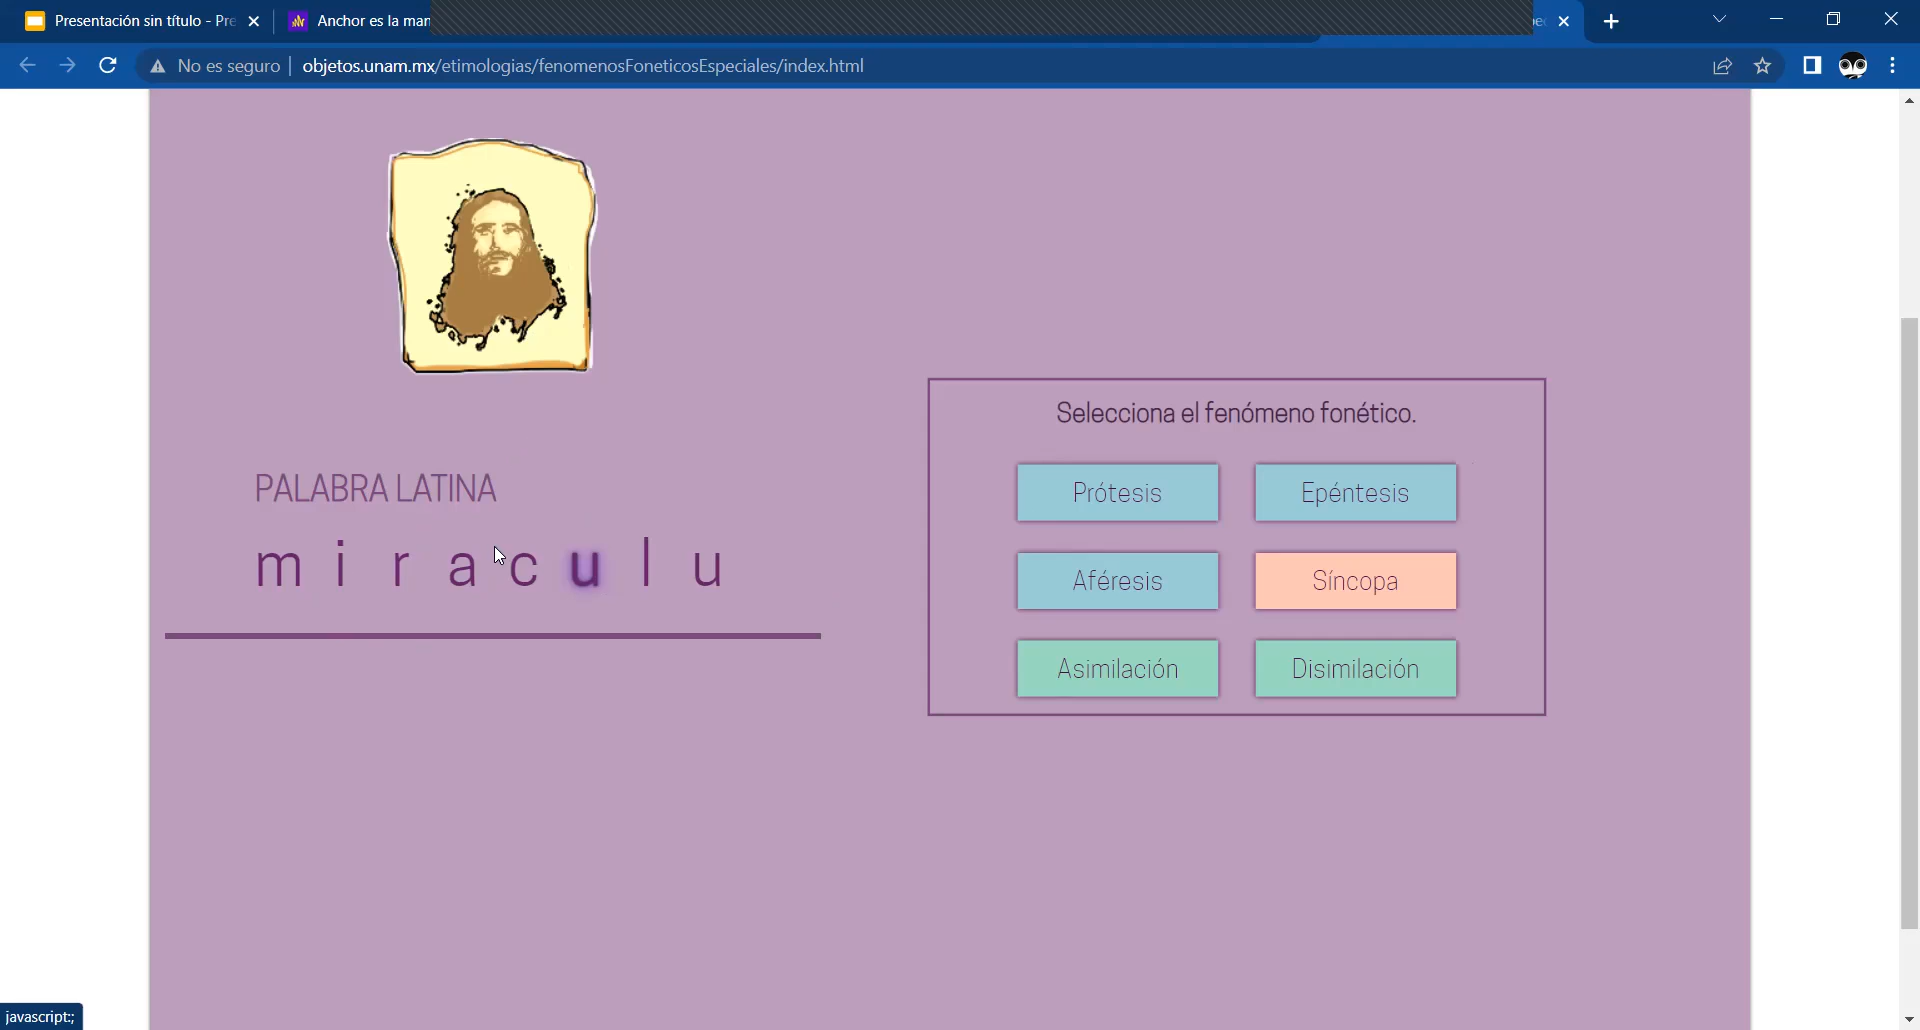 Presentación sin título - Pre
Anchor es la man
No es seguro | objetos.unam.mx/etimologias/fenomenosFoneticosEspeciales/index.html
PALABRA LATINA
m i r a c u l u
Selecciona el fenómeno fonético.
Prótesis Epéntesis
Aféresis Síncopa
Asimilación Disimilación
javascript:;